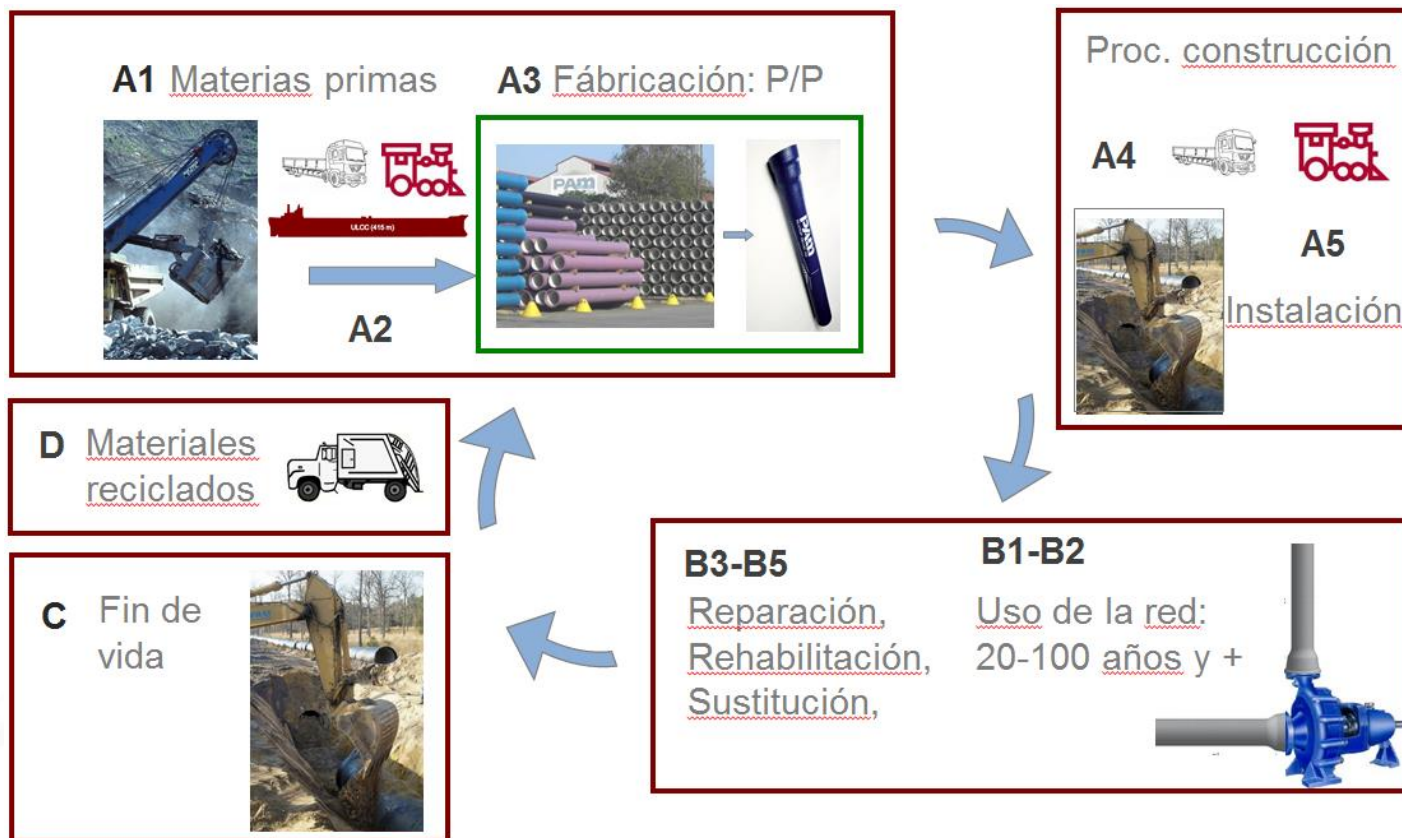 A1 Materias primas
A3 Fábricación: P/P
PAM
PAM
ULCC (415 m)
A2
Proc. construcción
A4
A5
Instalación
D Materiales
reciclados
C Fin de
vida
B3-B5
Reparación,
Rehabilitación,
Sustitución,
B1-B2
Uso de la red:
20-100 años y +